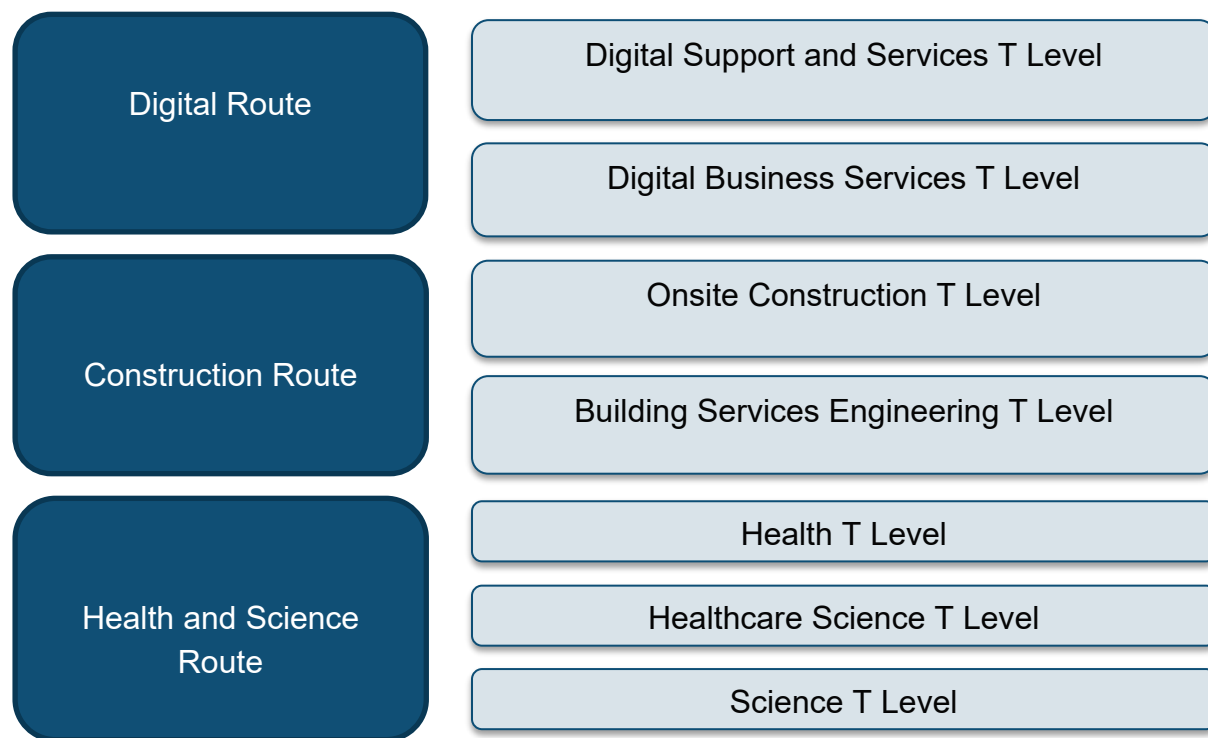 Digital Route
Digital Support and Services T Level
Digital Business Services T Level
Construction Route
Onsite Construction T Level
Building Services Engineering T Level
Health and Science
Route
Health T Level
Healthcare Science T Level
Science T Level